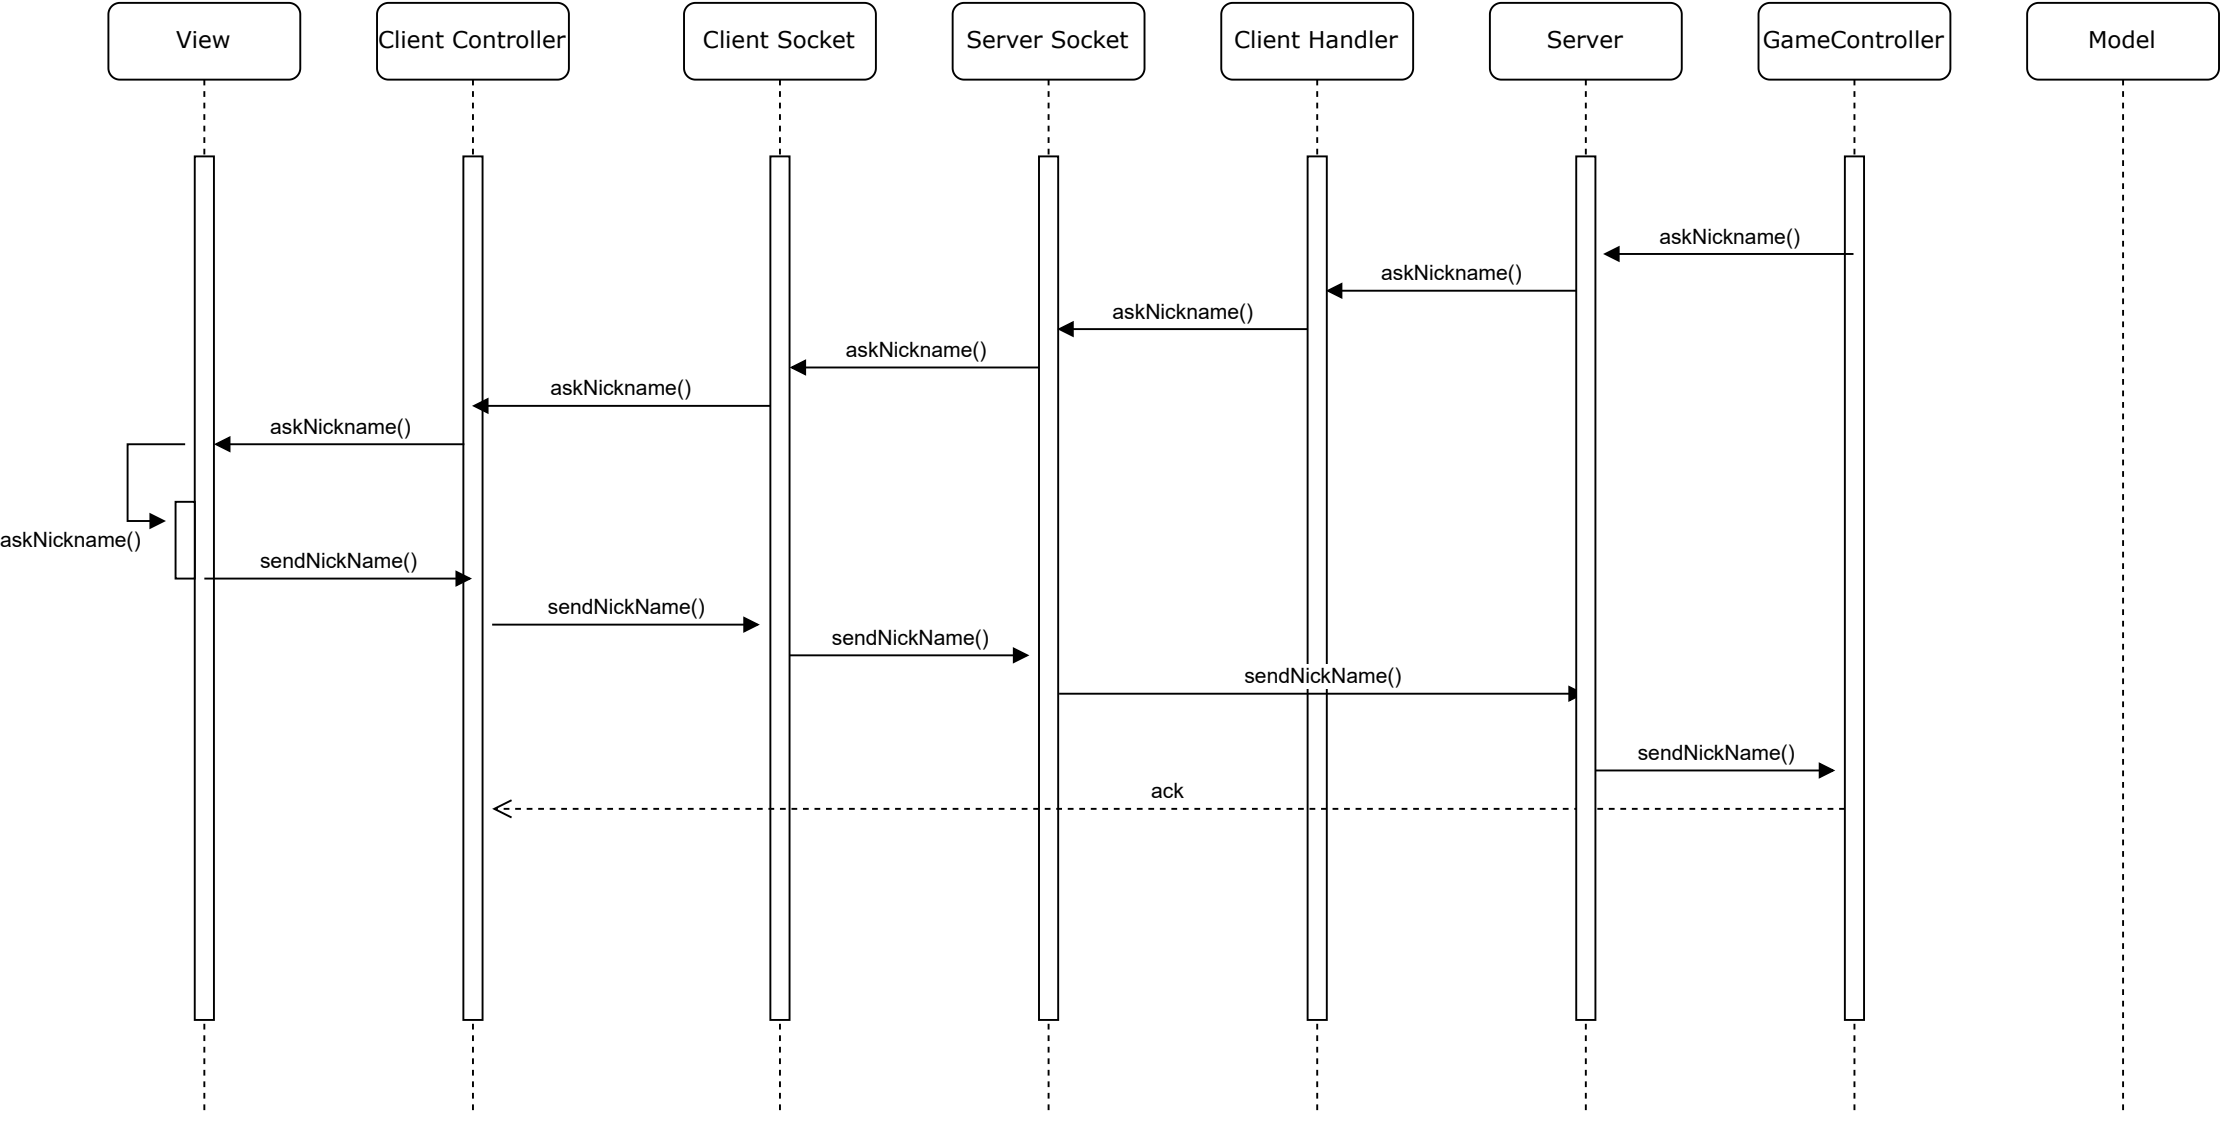 View
Client Controller
Client Socket
Server Socket
Client Handler
Server
GameController
Model
askNickname()
askNickname()
askNickname()
askNickname()
askNickname()
askNickname()
askNickname()
sendNickName()
sendNickName()
sendNickName()
sendNickName()
sendNickName()
ack